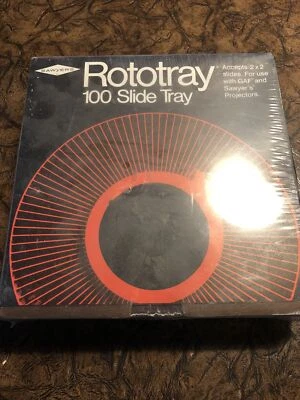 SAWYER'S
Rototray®
100 Slide Tray
Accepts 2 x 2
slides. For use
with GAF® and
Sawyer's
Projectors.